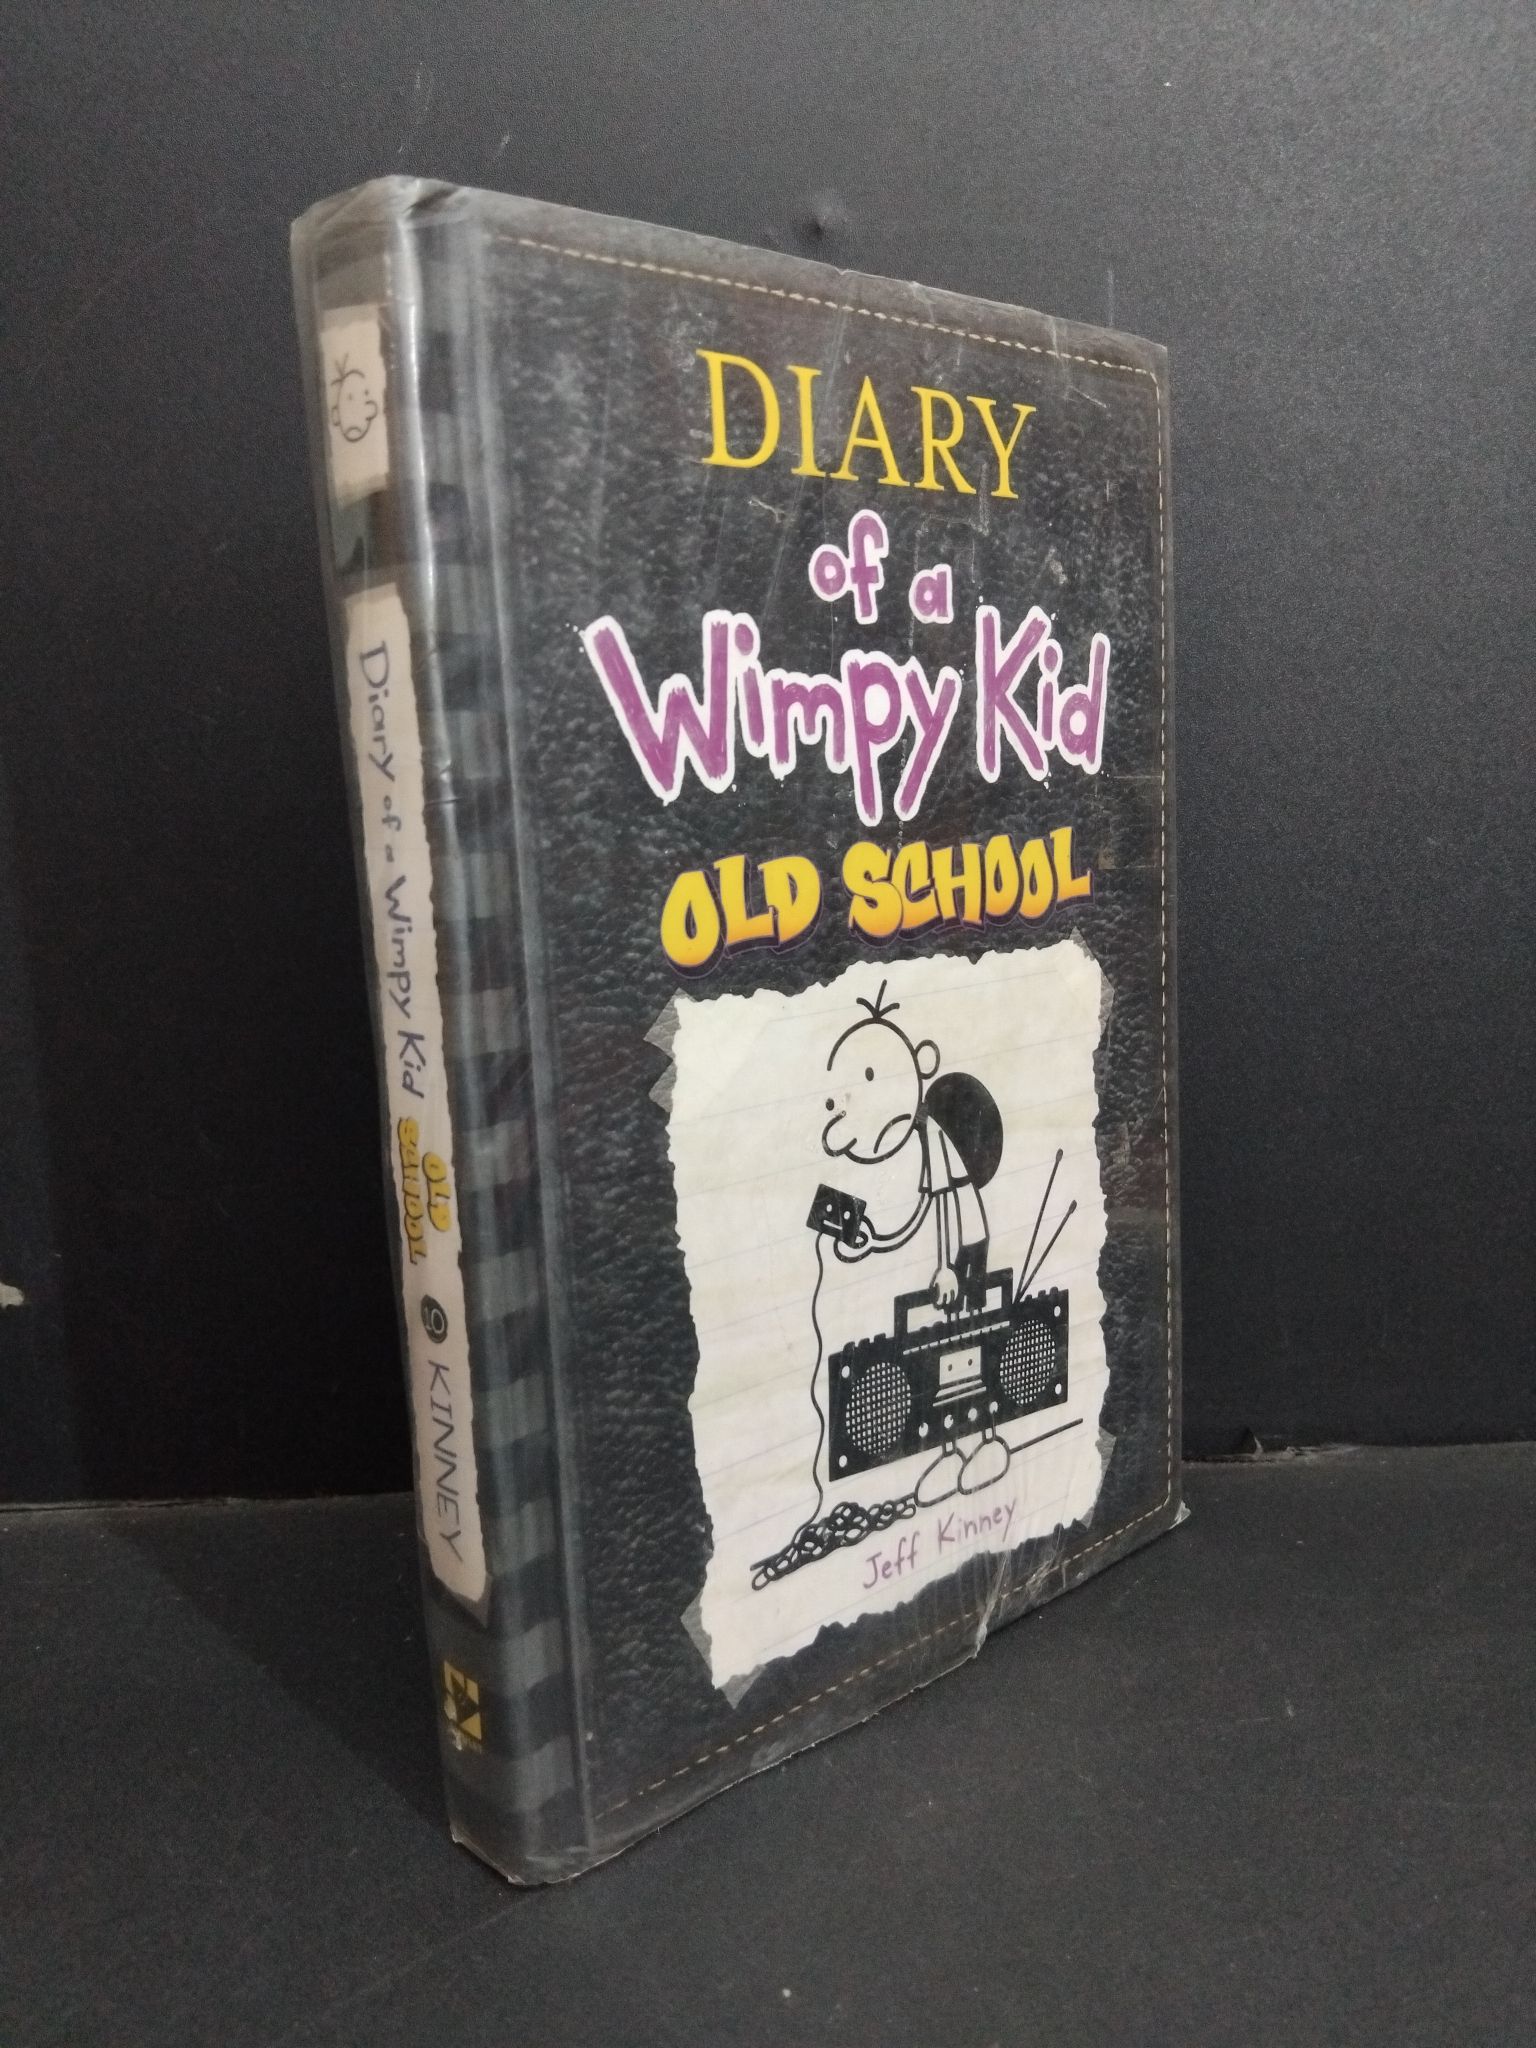 DIARY
of a
Wimpy Kid
OLD SCHOOL
Jeff Kinney
Diary of a Wimpy Kid OLD SCHOOL 10 KINNEY